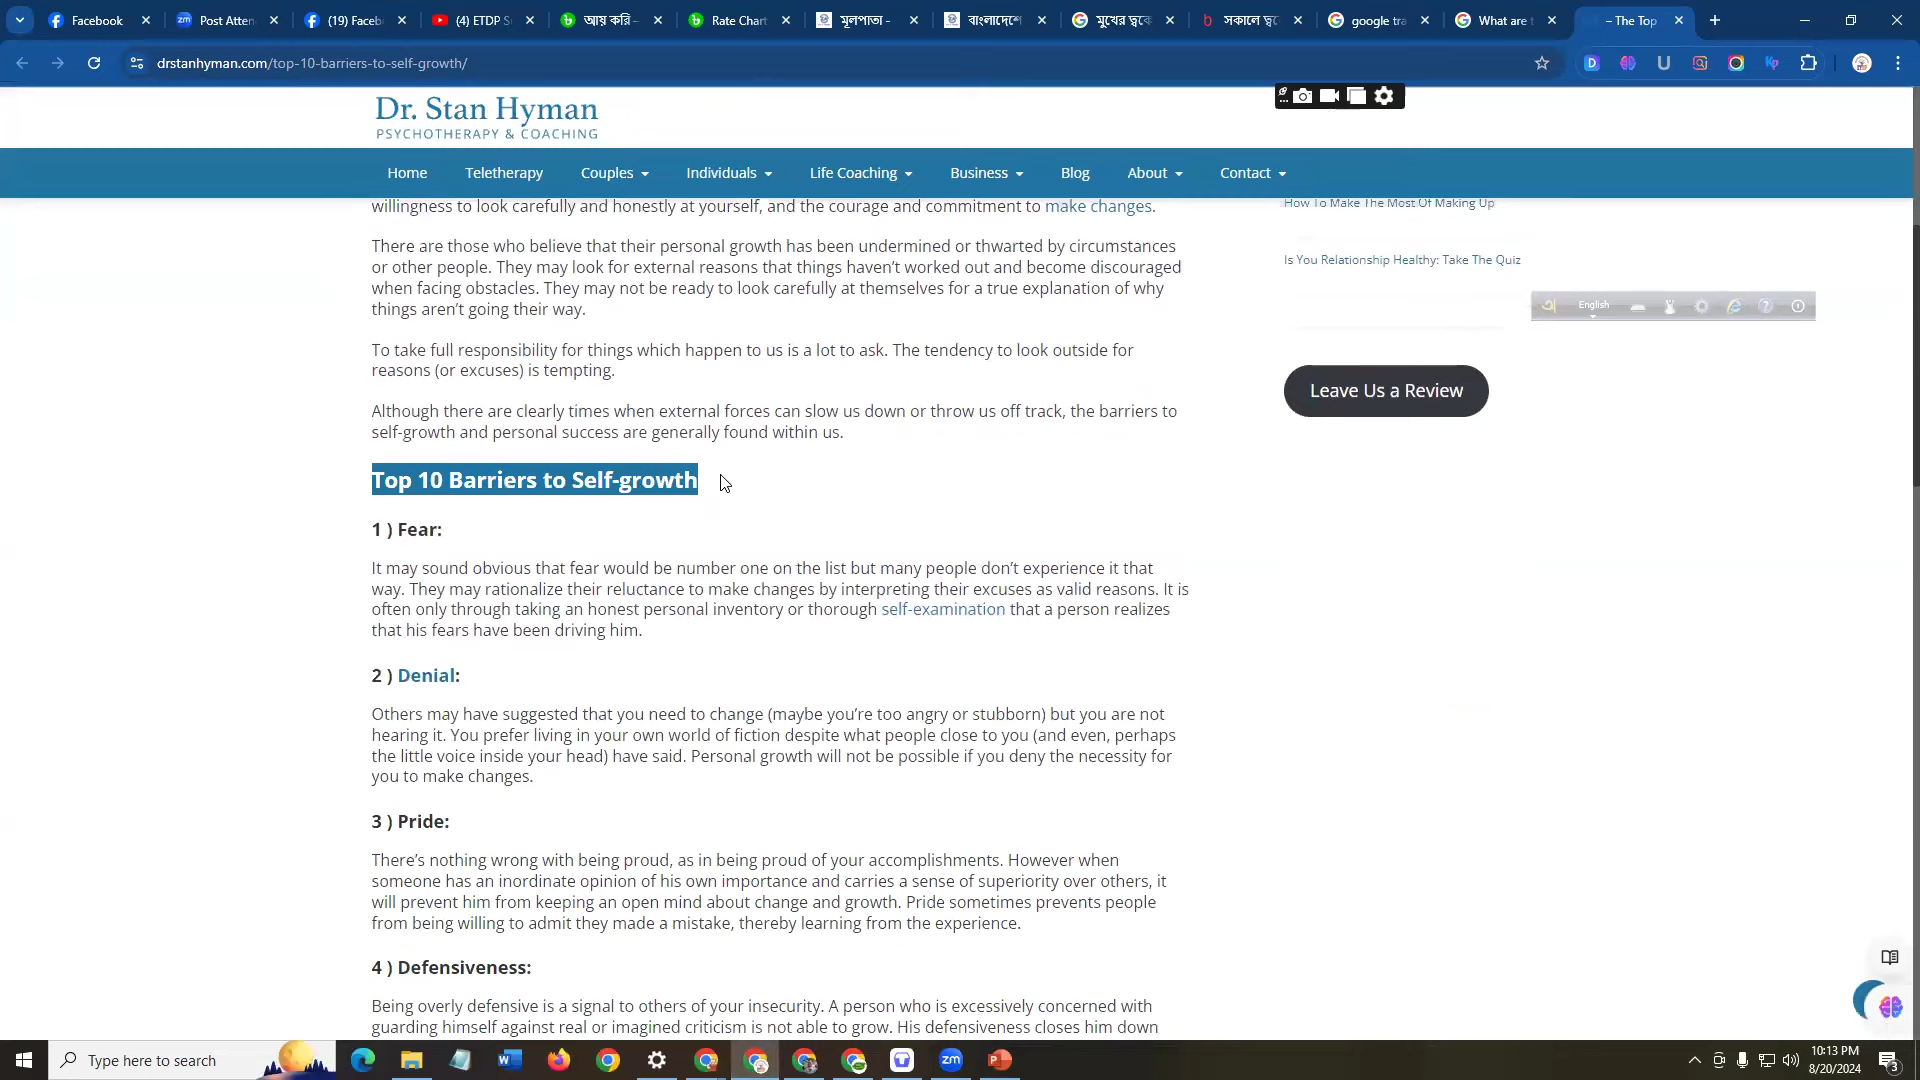 Facebook
Post Atten
(19) Faceb
(4) ETDP S
আয় করি -
Rate Chart
মূলপাতা -
বাংলাদেশে
মুখের ত্বকে
সকালে ত্ব
google tra
What are t
– The Top
drstanhyman.com/top-10-barriers-to-self-growth/
Dr. Stan Hyman
PSYCHOTHERAPY & COACHING
Home Teletherapy Couples Individuals Life Coaching Business Blog About Contact
willingness to look carefully and honestly at yourself, and the courage and commitment to make changes.
How To Make The Most Of Making Up
There are those who believe that their personal growth has been undermined or thwarted by circumstances
or other people. They may look for external reasons that things haven’t worked out and become discouraged
when facing obstacles. They may not be ready to look carefully at themselves for a true explanation of why
things aren’t going their way.
Is You Relationship Healthy: Take The Quiz
অ English
To take full responsibility for things which happen to us is a lot to ask. The tendency to look outside for
reasons (or excuses) is tempting.
Leave Us a Review
Although there are clearly times when external forces can slow us down or throw us off track, the barriers to
self-growth and personal success are generally found within us.
Top 10 Barriers to Self-growth
1 ) Fear:
It may sound obvious that fear would be number one on the list but many people don’t experience it that
way. They may rationalize their reluctance to make changes by interpreting their excuses as valid reasons. It is
often only through taking an honest personal inventory or thorough self-examination that a person realizes
that his fears have been driving him.
2 ) Denial:
Others may have suggested that you need to change (maybe you’re too angry or stubborn) but you are not
hearing it. You prefer living in your own world of fiction despite what people close to you (and even, perhaps
the little voice inside your head) have said. Personal growth will not be possible if you deny the necessity for
you to make changes.
3 ) Pride:
There’s nothing wrong with being proud, as in being proud of your accomplishments. However when
someone has an inordinate opinion of his own importance and carries a sense of superiority over others, it
will prevent him from keeping an open mind about change and growth. Pride sometimes prevents people
from being willing to admit they made a mistake, thereby learning from the experience.
4 ) Defensiveness:
Being overly defensive is a signal to others of your insecurity. A person who is excessively concerned with
guarding himself against real or imagined criticism is not able to grow. His defensiveness closes him down
Type here to search
10:13 PM
8/20/2024
3